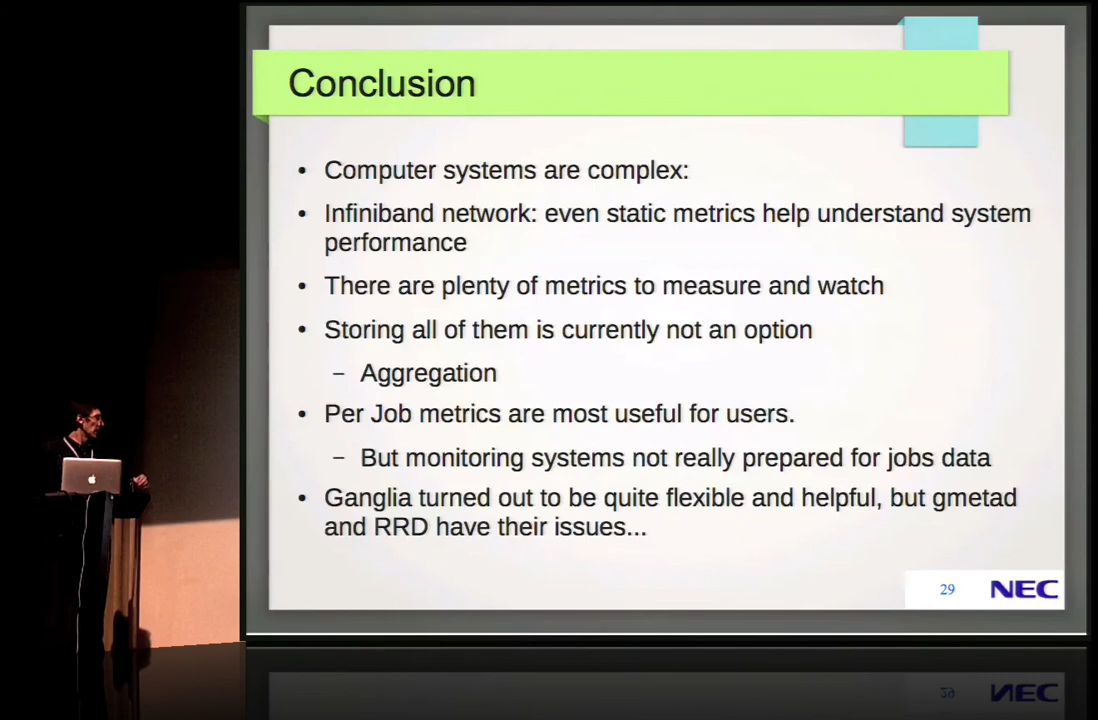 Conclusion
• Computer systems are complex:
• Infiniband network: even static metrics help understand system
performance
• There are plenty of metrics to measure and watch
• Storing all of them is currently not an option
– Aggregation
• Per Job metrics are most useful for users.
– But monitoring systems not really prepared for jobs data
• Ganglia turned out to be quite flexible and helpful, but gmetad
and RRD have their issues...
29 NEC